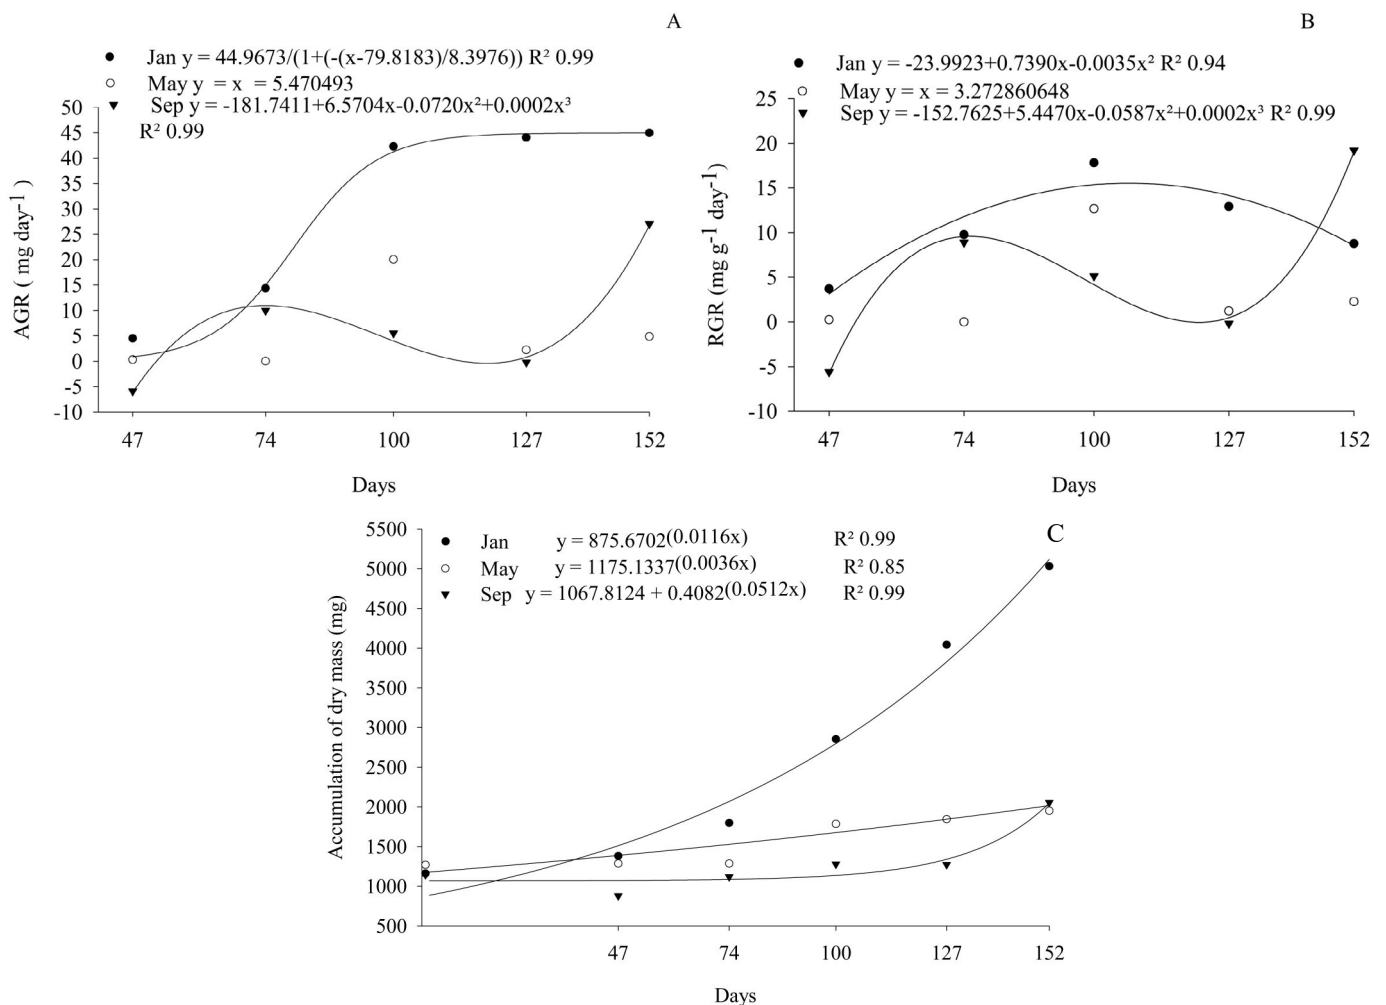 A
Jan y = 44.9673/(1+(-(x-79.8183)/8.3976)) R² 0.99
May y = x = 5.470493
Sep y = -181.7411+6.5704x-0.0720x²+0.0002x³
R² 0.99
50
45
40
35
30
25
20
15
10
5
0
-5
-10
AGR ( mg day-1 )
47 74 100 127 152
Days
B
Jan y = -23.9923+0.7390x-0.0035x² R² 0.94
May y = x = 3.272860648
Sep y = -152.7625+5.4470x-0.0587x²+0.0002x³ R² 0.99
25
20
15
10
5
0
-5
-10
RGR (mg g-1 day-1)
47 74 100 127 152
Days
C
Jan y = 875.6702(0.0116x) R² 0.99
May y = 1175.1337(0.0036x) R² 0.85
Sep y = 1067.8124 + 0.4082(0.0512x) R² 0.99
5500
5000
4500
4000
3500
3000
2500
2000
1500
1000
500
Accumulation of dry mass (mg)
47 74 100 127 152
Days